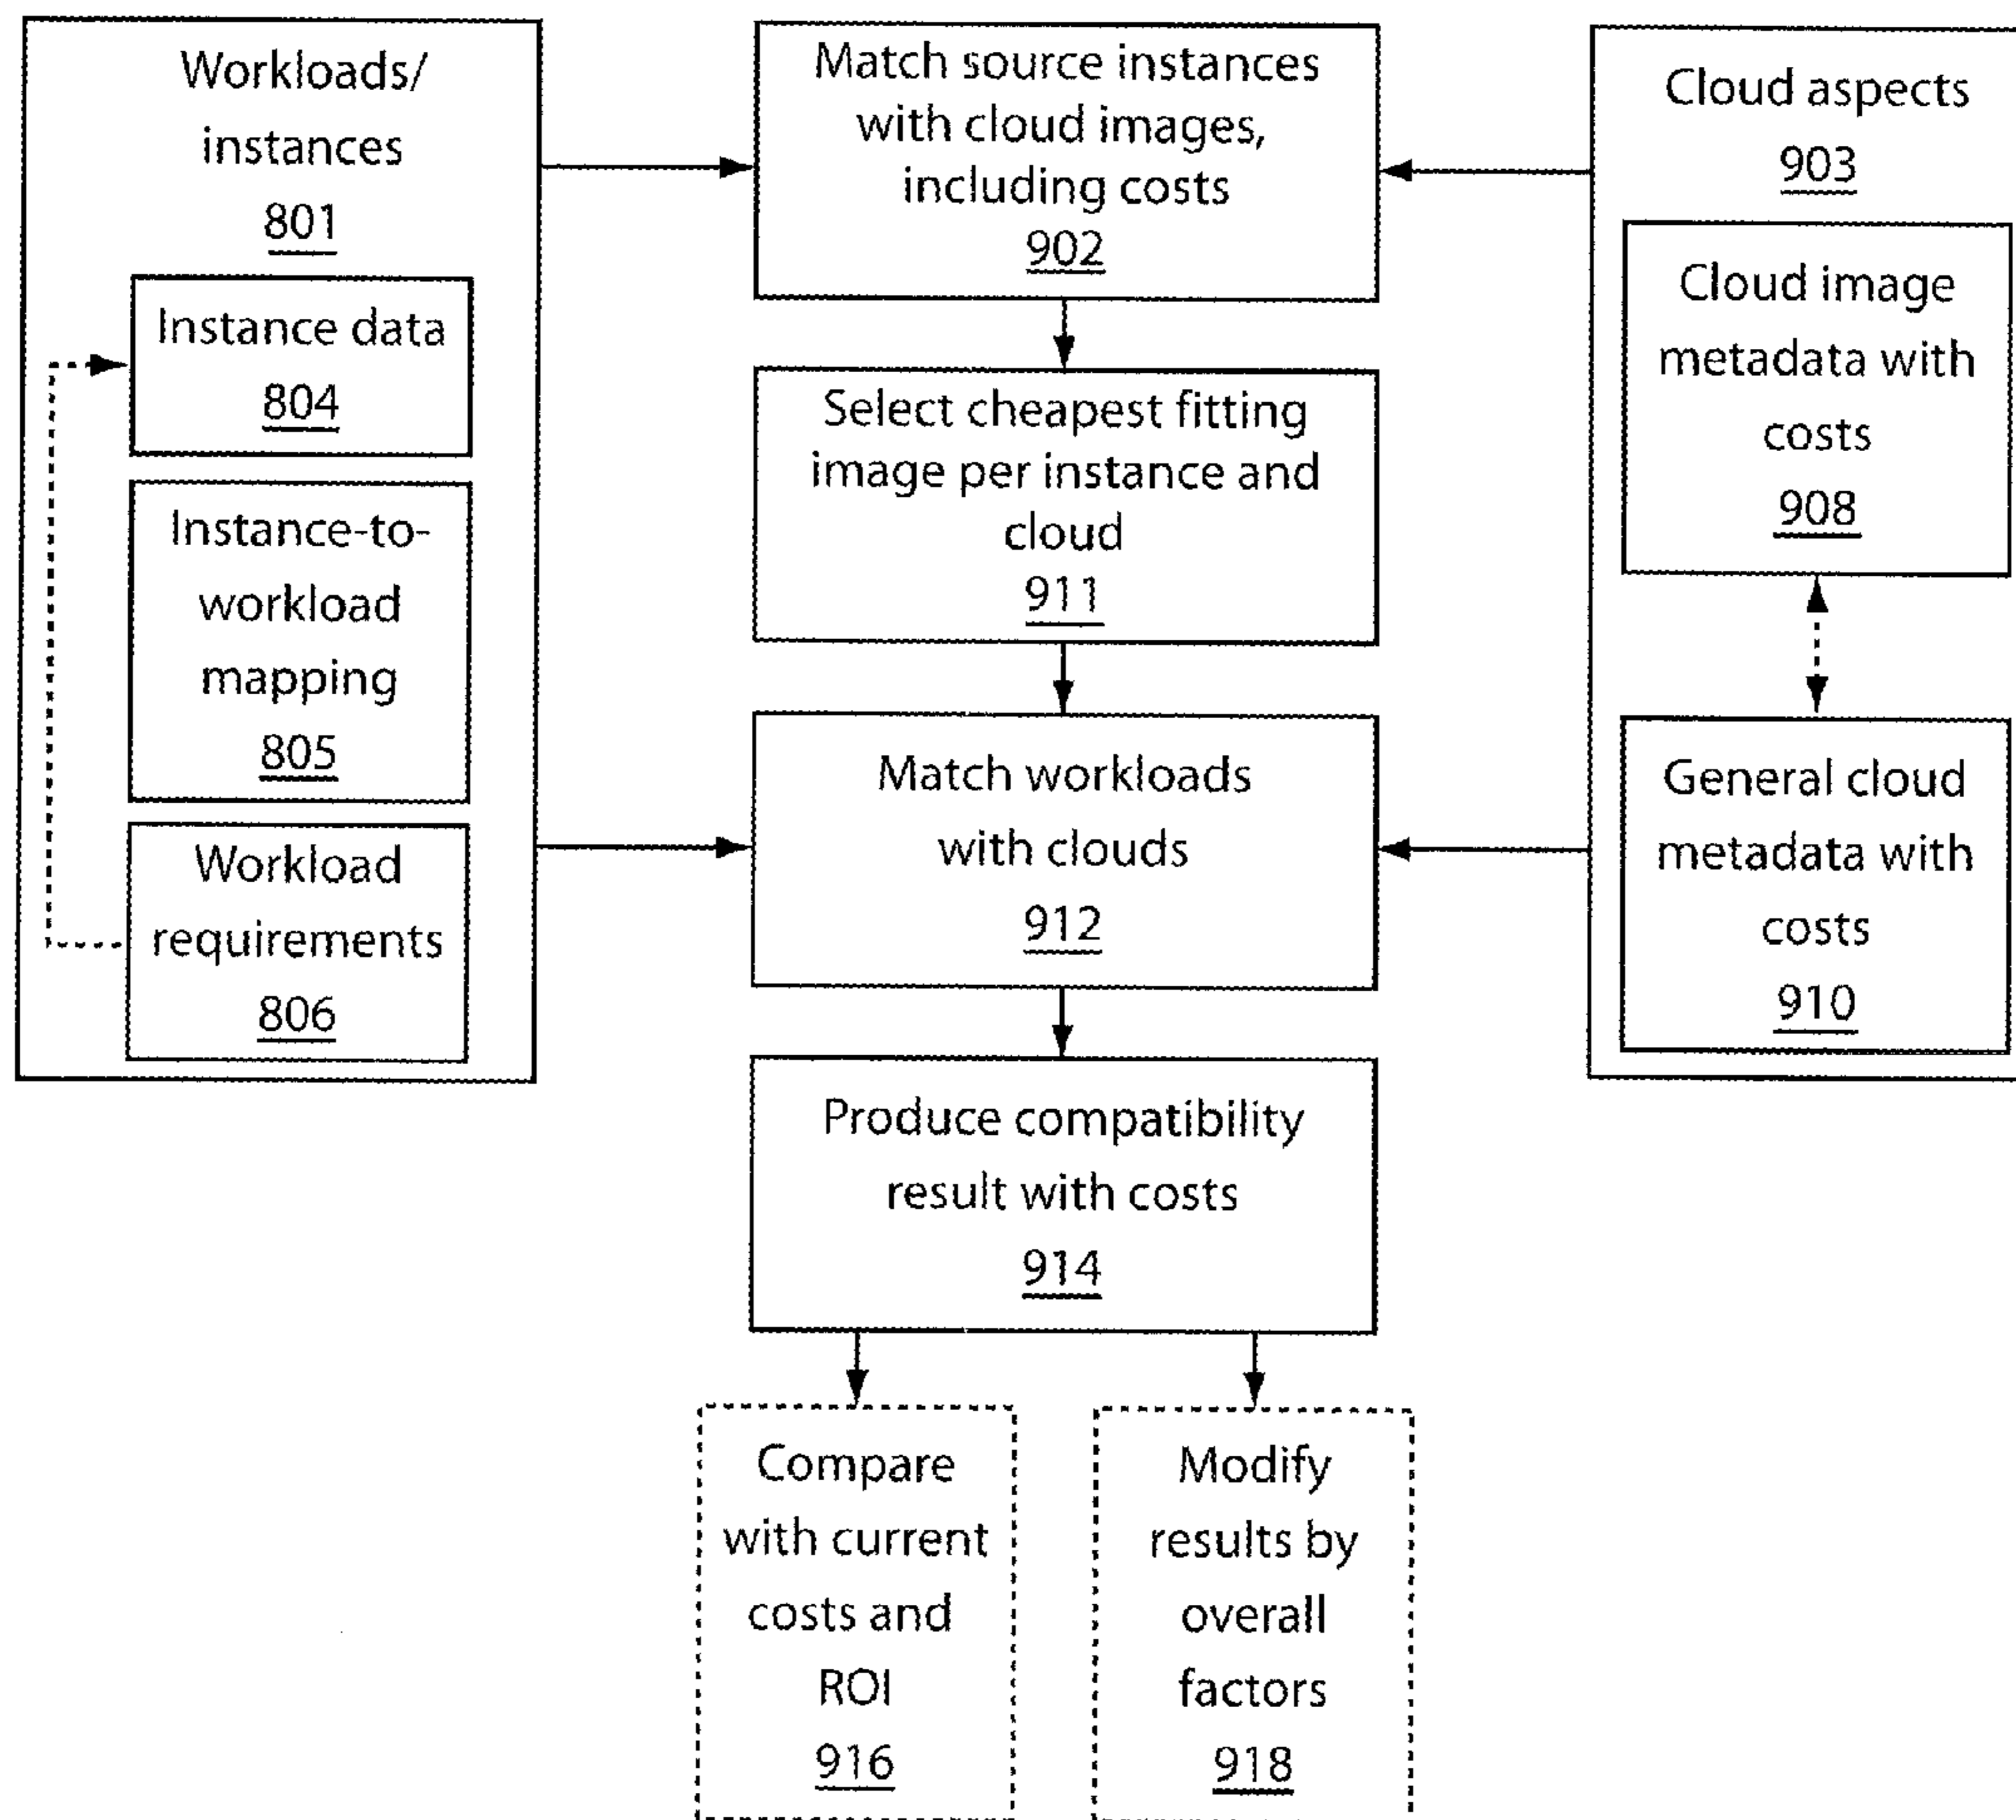 Workloads/
instances
801
Instance data
804
Instance-to-
workload
mapping
805
Workload
requirements
806
Match source instances
with cloud images,
including costs
902
Select cheapest fitting
image per instance and
cloud
911
Match workloads
with clouds
912
Produce compatibility
result with costs
914
Compare
with current
costs and
ROI
916
Modify
results by
overall
factors
918
Cloud aspects
903
Cloud image
metadata with
costs
908
General cloud
metadata with
costs
910